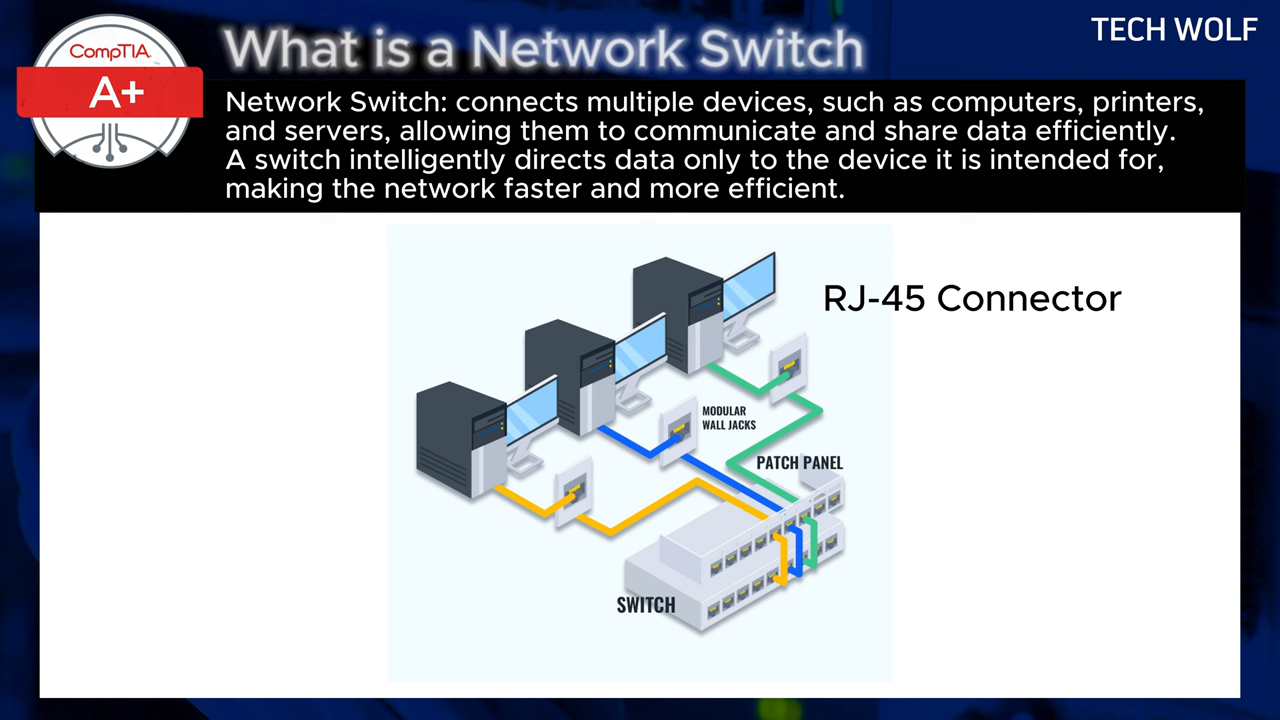 CompTIA.
A+
What is a Network Switch
TECH WOLF
Network Switch: connects multiple devices, such as computers, printers,
and servers, allowing them to communicate and share data efficiently.
A switch intelligently directs data only to the device it is intended for,
making the network faster and more efficient.
RJ-45 Connector
MODULAR
WALL JACKS
PATCH PANEL
SWITCH